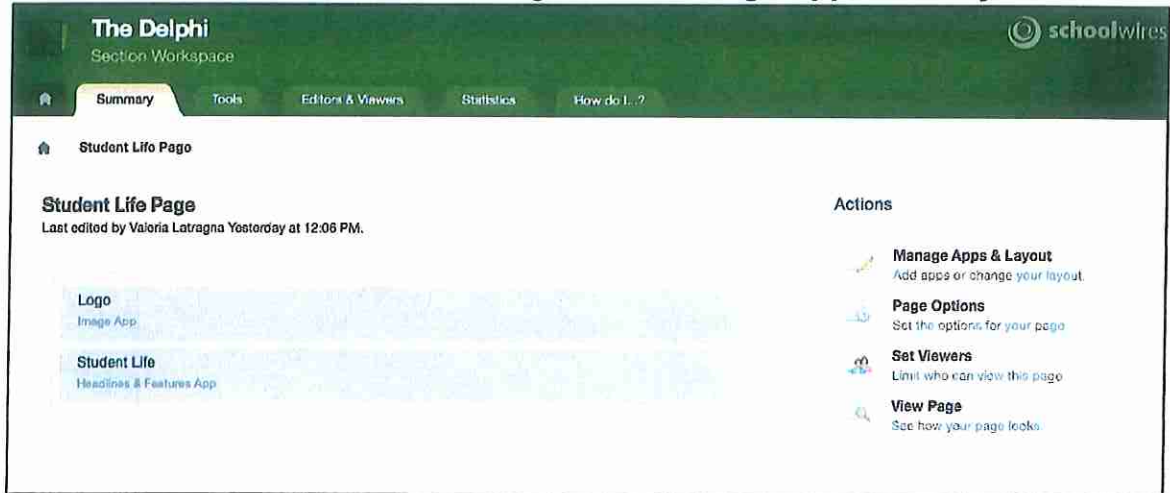 The Delphi
Section Workspace
schoolwires
Summary
Tools
Editors & Viewers
Statistics
How do I...?
Student Life Page
Student Life Page
Last edited by Valoria Latragna Yesterday at 12:06 PM.
Logo
Image App
Student Life
Headlines & Features App
Actions
Manage Apps & Layout
Add apps or change your layout.
Page Options
Set the options for your page
Set Viewers
Limit who can view this page
View Page
See how your page looks